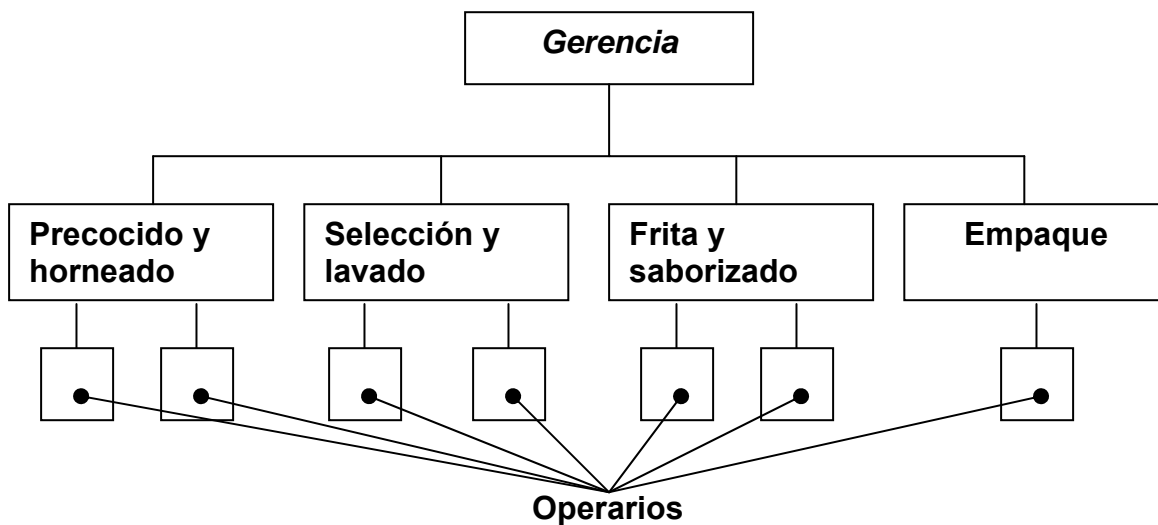 Gerencia
Precocido y
horneado
Selección y
lavado
Frita y
saborizado
Empaque
Operarios